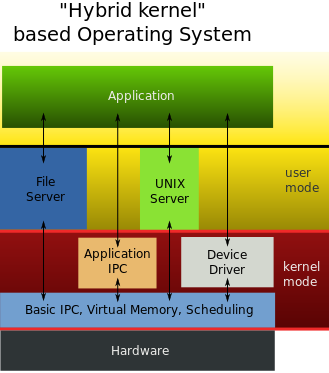 "Hybrid kernel"
based Operating System
Application
File
Server
UNIX
Server
user
mode
Application
IPC
Device
Driver
kernel
mode
Basic IPC, Virtual Memory, Scheduling
Hardware